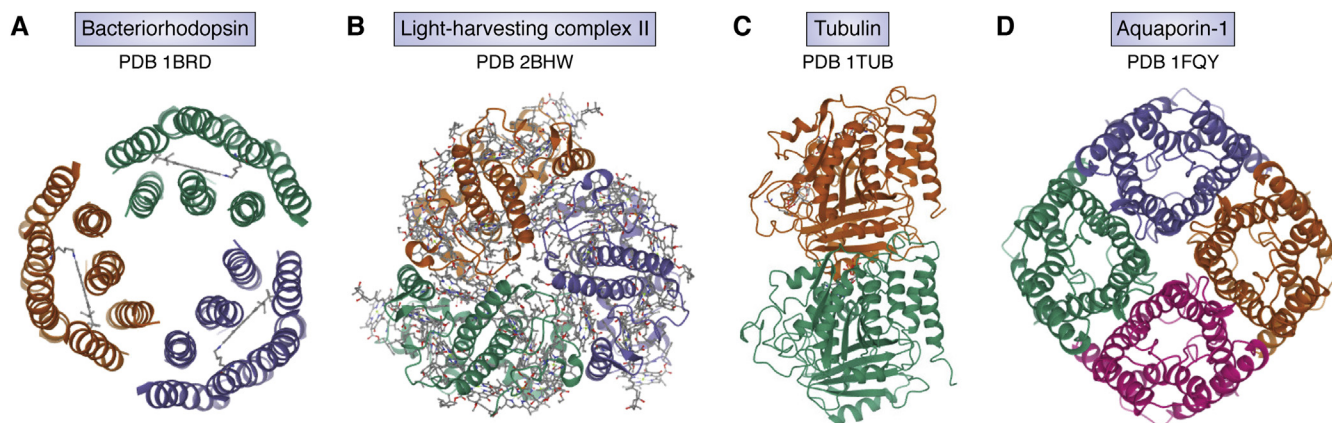 A
Bacteriorhodopsin
PDB 1BRD
B
Light-harvesting complex II
PDB 2BHW
C
Tubulin
PDB 1TUB
D
Aquaporin-1
PDB 1FQY